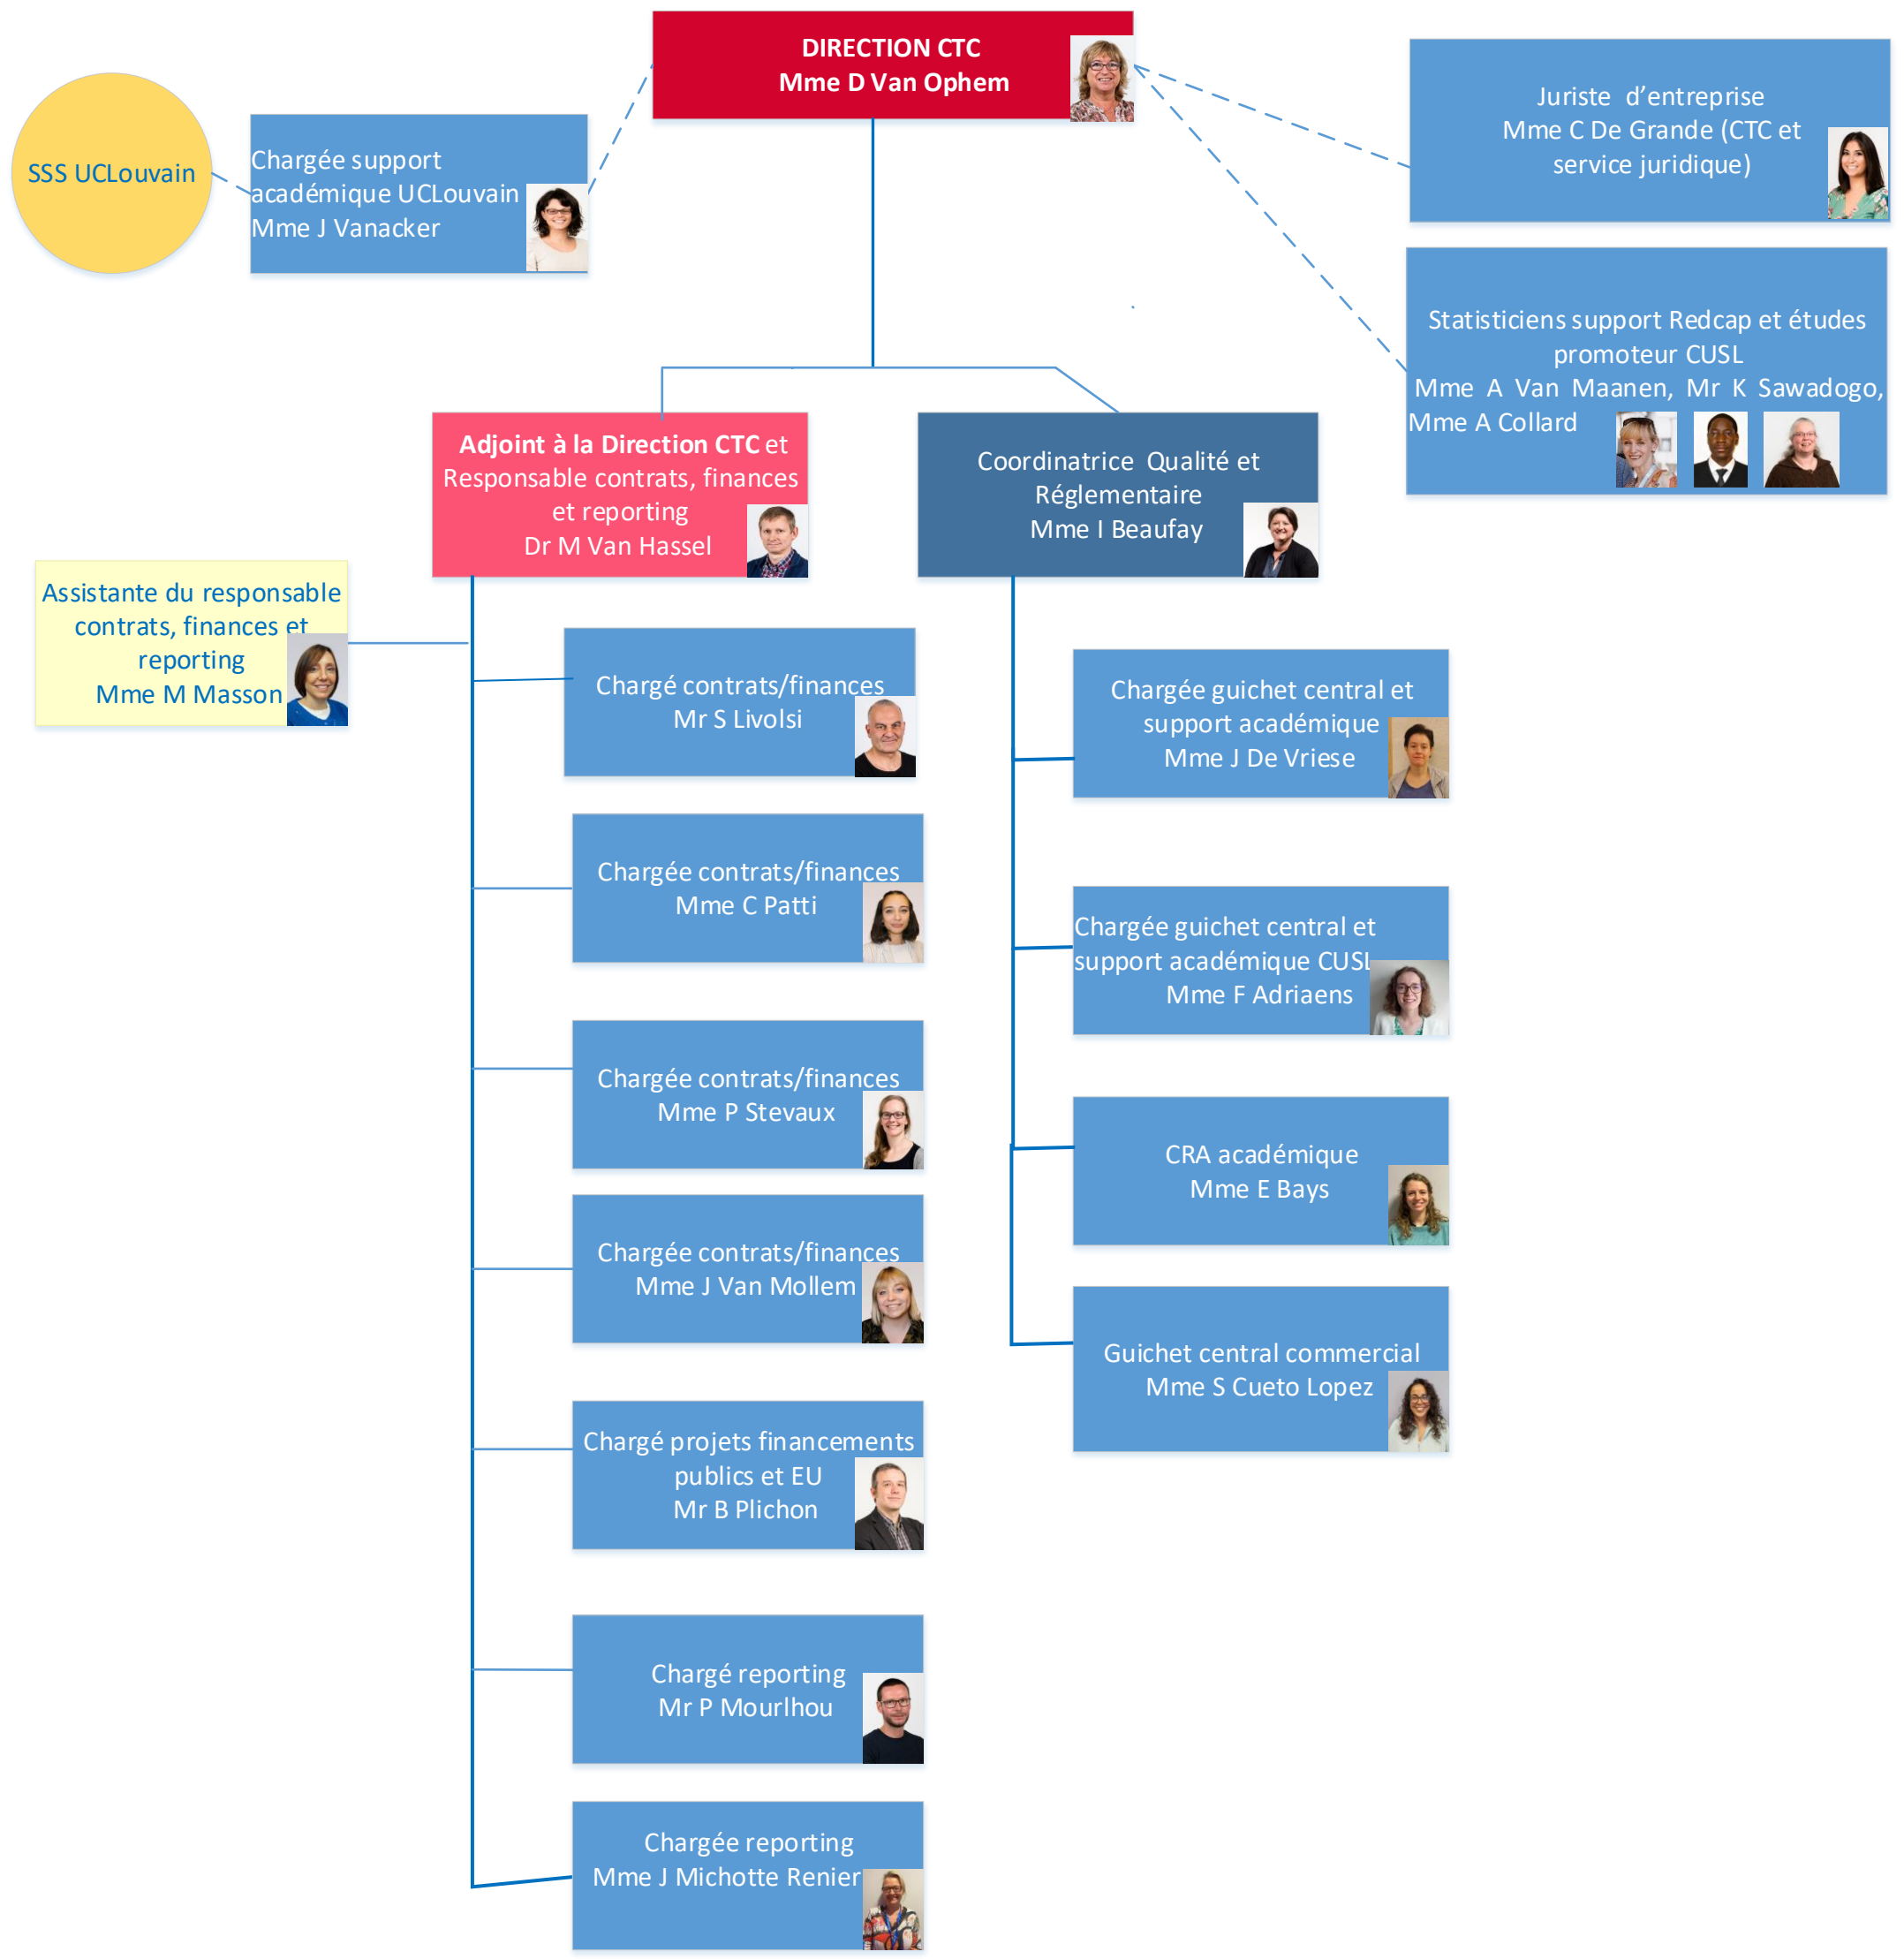 DIRECTION CTC
Mme D Van Ophem
SSS UCLouvain
Chargée support
académique UCLouvain
Mme J Vanacker
Juriste d’entreprise
Mme C De Grande (CTC et
service juridique)
Statisticiens support Redcap et études
promoteur CUSL
Mme A Van Maanen, Mr K Sawadogo,
Mme A Collard
Adjoint à la Direction CTC et
Responsable contrats, finances
et reporting
Dr M Van Hassel
Coordinatrice Qualité et
Réglementaire
Mme I Beaufay
Assistante du responsable
contrats, finances et
reporting
Mme M Masson
Chargé contrats/finances
Mr S Livolsi
Chargée contrats/finances
Mme C Patti
Chargée contrats/finances
Mme P Stevaux
Chargée contrats/finances
Mme J Van Mollem
Chargé projets financements
publics et EU
Mr B Plichon
Chargé reporting
Mr P Mourlhou
Chargée reporting
Mme J Michotte Renier
Chargée guichet central et
support académique
Mme J De Vriese
Chargée guichet central et
support académique CUSL
Mme F Adriaens
CRA académique
Mme E Bays
Guichet central commercial
Mme S Cueto Lopez